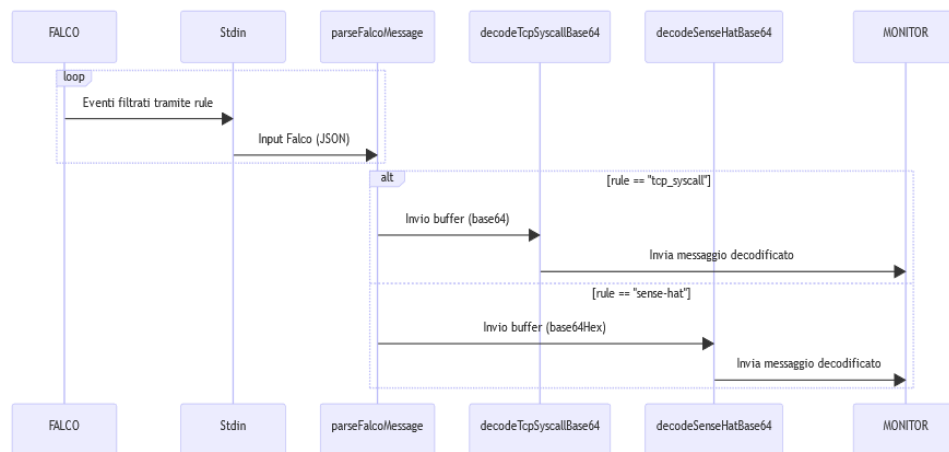 FALCO
Stdin
parseFalcoMessage
decodeTcpSyscallBase64
decodeSenseHatBase64
MONITOR
loop
Eventi filtrati tramite rule
Input Falco (JSON)
alt
[rule == "tcp_syscall"]
Invio buffer (base64)
Invia messaggio decodificato
[rule == "sense-hat"]
Invio buffer (base64Hex)
Invia messaggio decodificato
FALCO
Stdin
parseFalcoMessage
decodeTcpSyscallBase64
decodeSenseHatBase64
MONITOR